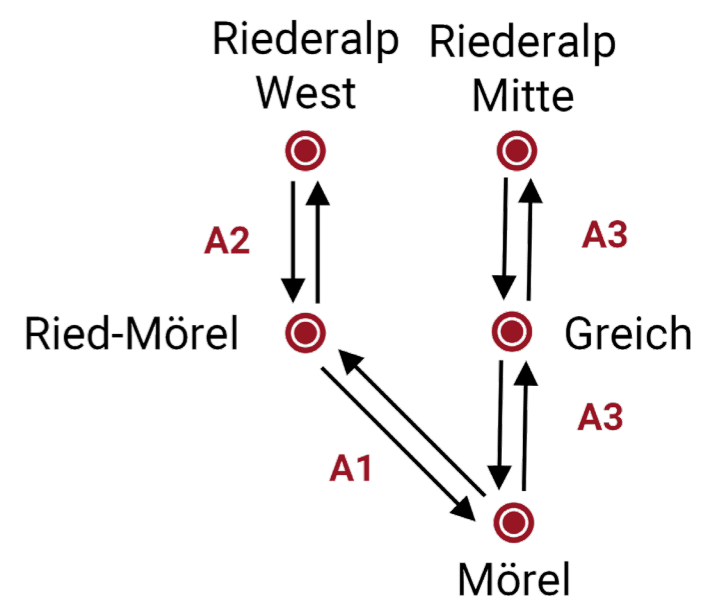 Riederalp
West
Riederalp
Mitte
A2
A3
Ried-Mörel
Greich
A3
A1
Mörel